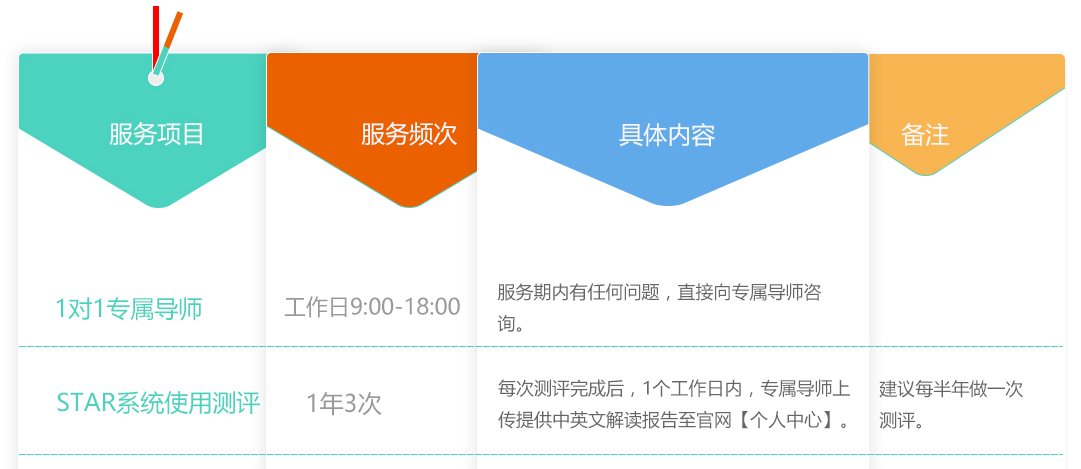 服务项目
服务频次
具体内容
备注
1对1专属导师
工作日9:00-18:00
服务期内有任何问题，直接向专属导师咨
询。
STAR系统使用测评
1年3次
每次测评完成后，1个工作日内，专属导师上
传提供中英文解读报告至官网【个人中心】。
建议每半年做一次
测评。